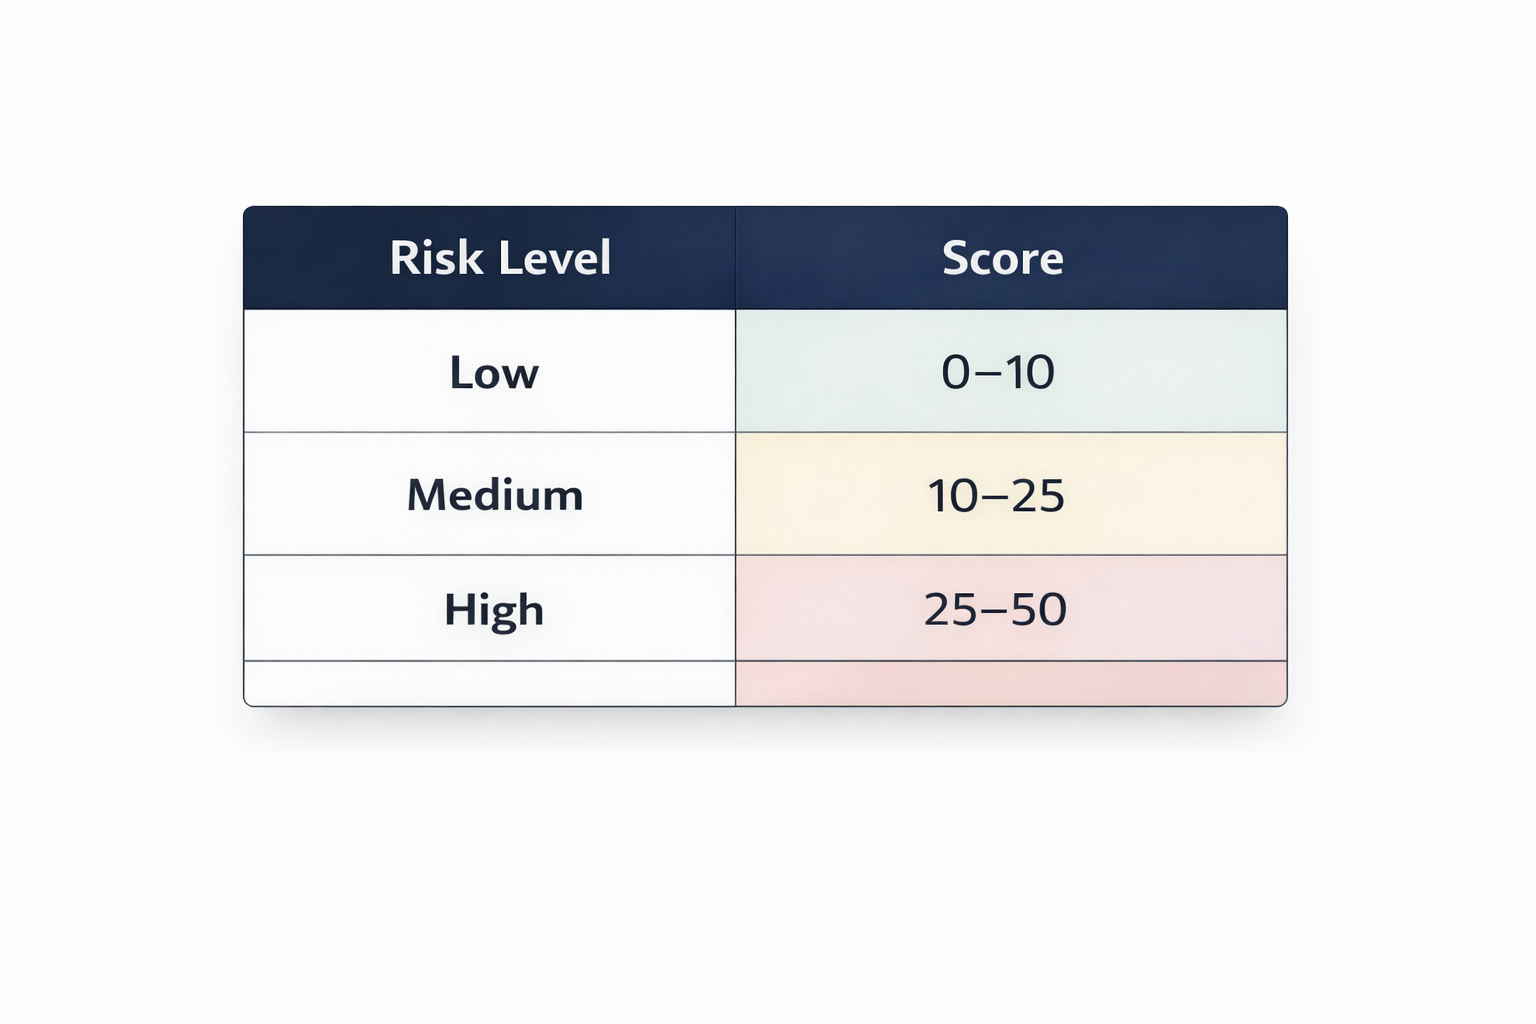 Risk Level Score
Low 0–10
Medium 10–25
High 25–50